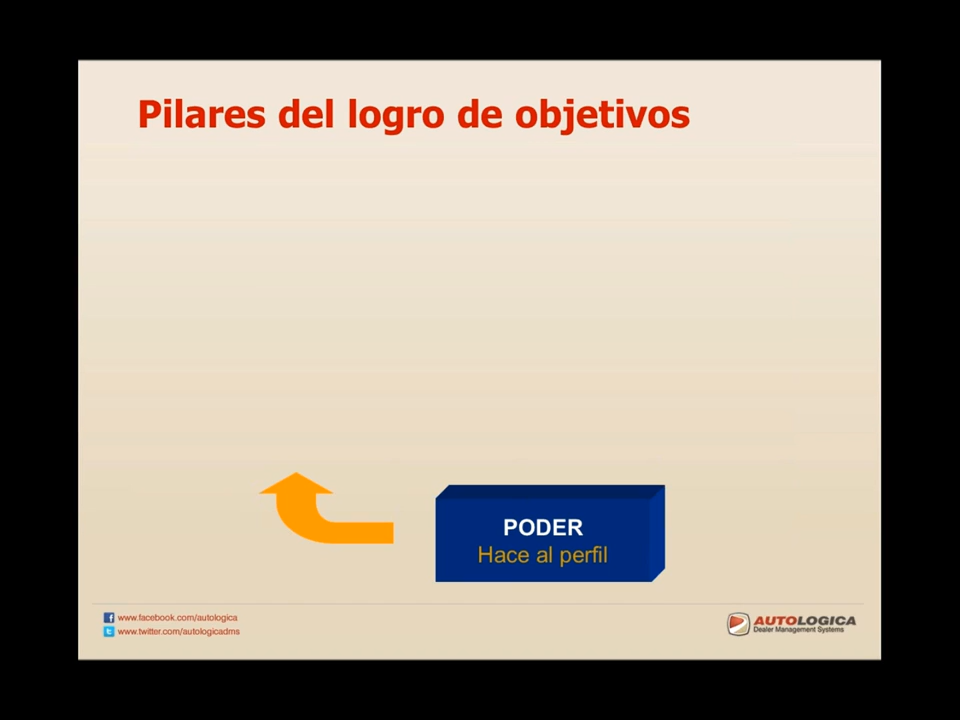 Pilares del logro de objetivos
PODER
Hace al perfil
www.facebook.com/autologica
www.twitter.com/autologicadms
AUTOLOGICA
Dealer Management Systems